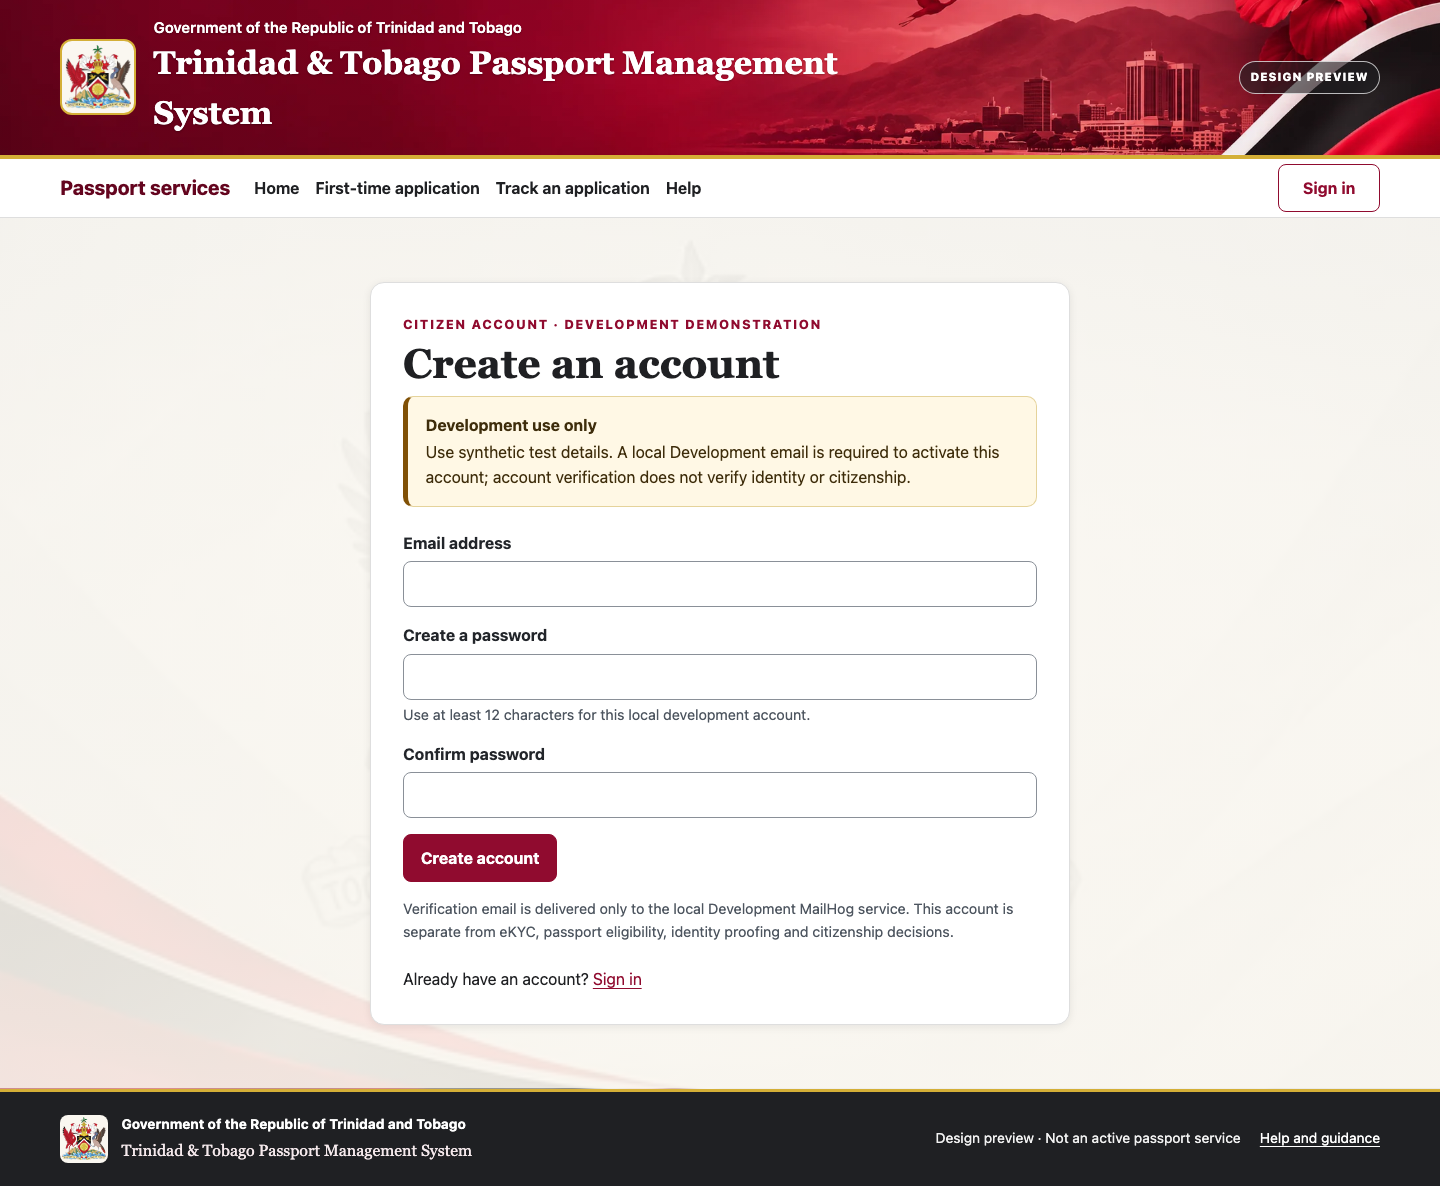 Government of the Republic of Trinidad and Tobago
Trinidad & Tobago Passport Management
System
DESIGN PREVIEW
Passport services
Home
First-time application
Track an application
Help
Sign in
CITIZEN ACCOUNT · DEVELOPMENT DEMONSTRATION
Create an account
Development use only
Use synthetic test details. A local Development email is required to activate this
account; account verification does not verify identity or citizenship.
Email address
Create a password
Use at least 12 characters for this local development account.
Confirm password
Create account
Verification email is delivered only to the local Development MailHog service. This account is
separate from eKYC, passport eligibility, identity proofing and citizenship decisions.
Already have an account? Sign in
Government of the Republic of Trinidad and Tobago
Trinidad & Tobago Passport Management System
Design preview · Not an active passport service
Help and guidance